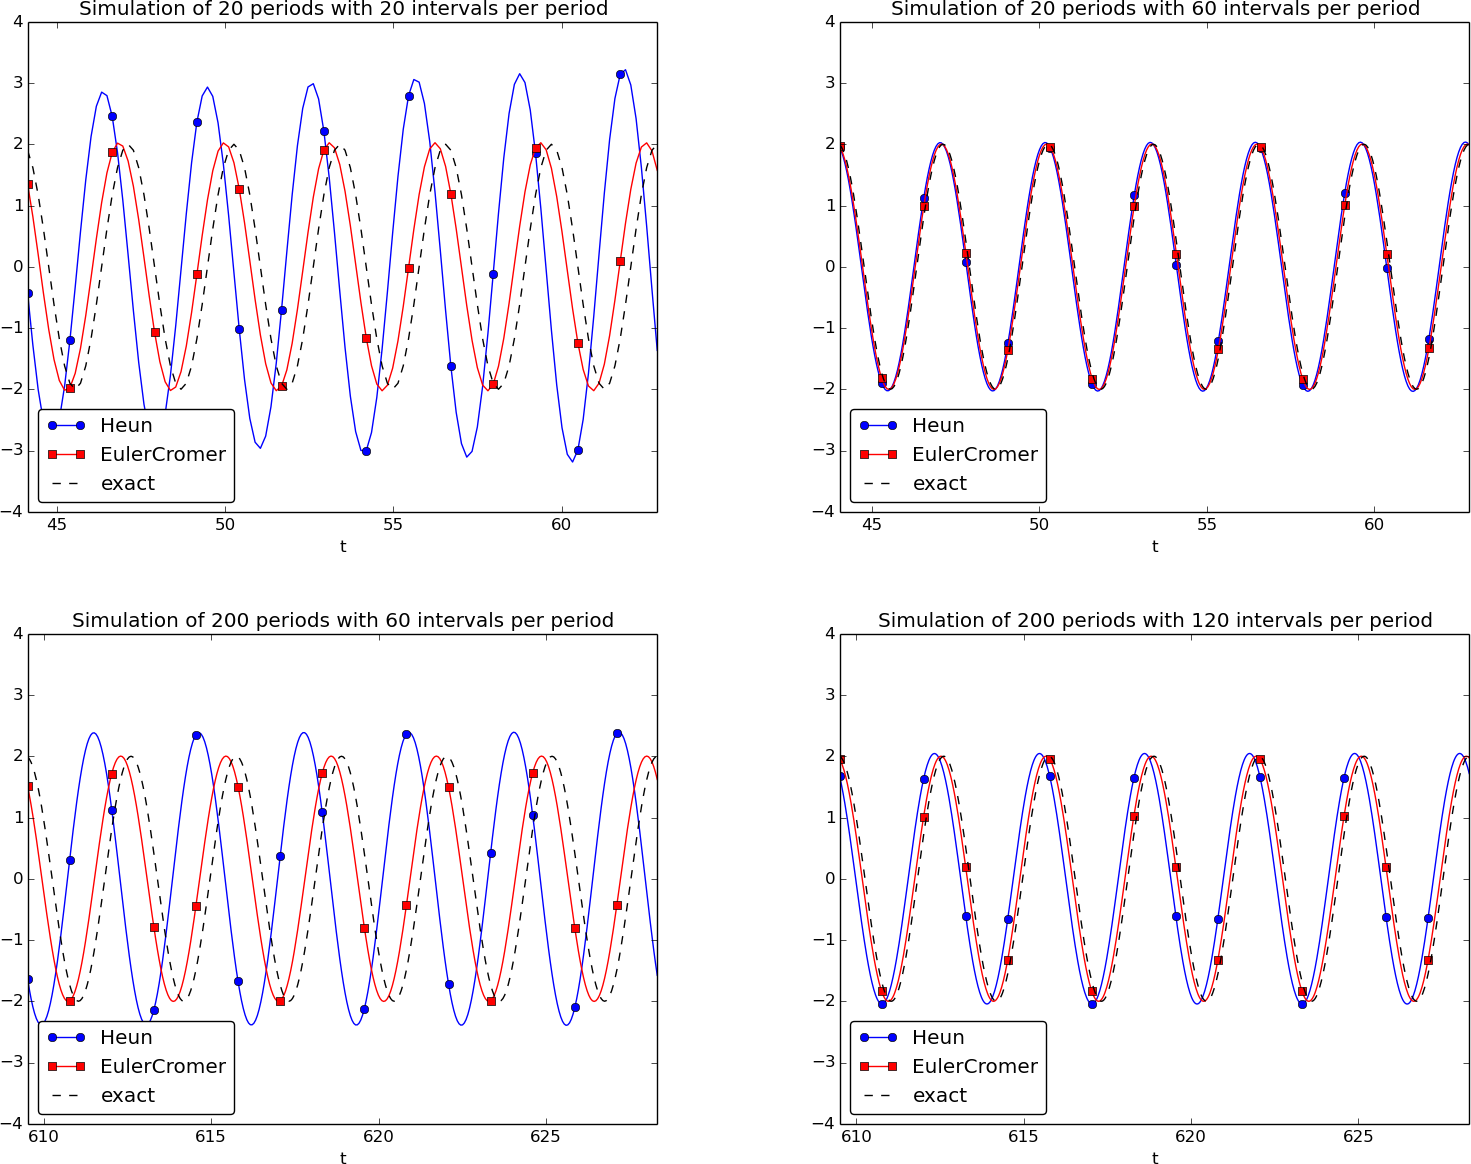 Simulation of 20 periods with 20 intervals per period
4
3
2
1
0
−1
−2
−3
−4
45 50 55 60
t
Heun
EulerCromer
exact
Simulation of 20 periods with 60 intervals per period
4
3
2
1
0
−1
−2
−3
−4
45 50 55 60
t
Heun
EulerCromer
exact
Simulation of 200 periods with 60 intervals per period
4
3
2
1
0
−1
−2
−3
−4
610 615 620 625
t
Heun
EulerCromer
exact
Simulation of 200 periods with 120 intervals per period
4
3
2
1
0
−1
−2
−3
−4
610 615 620 625
t
Heun
EulerCromer
exact